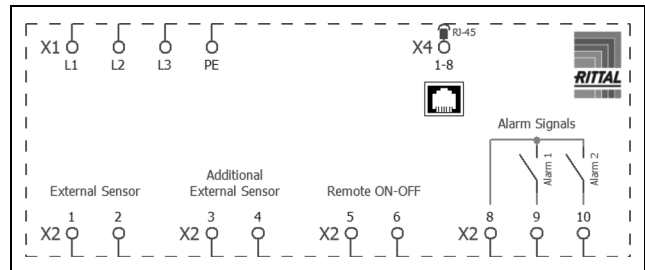 RJ-45
X1 X4
L1 L2 L3 PE 1-8
RITTAL
Alarm Signals
Alarm 1 Alarm 2
Additional
External Sensor External Sensor Remote ON-OFF
1 2 3 4 5 6 8 9 10
X2 X2 X2 X2